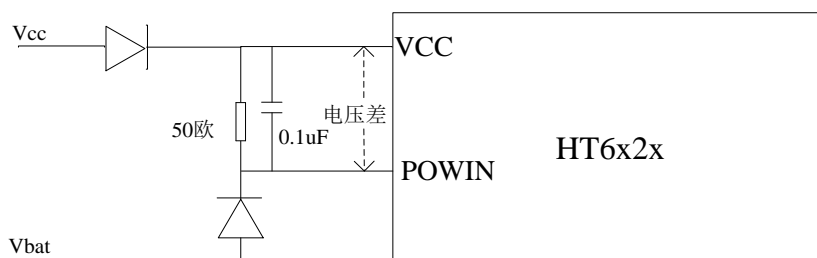 Vcc
VCC
50欧
0.1uF
电压差
HT6x2x
POWIN
Vbat